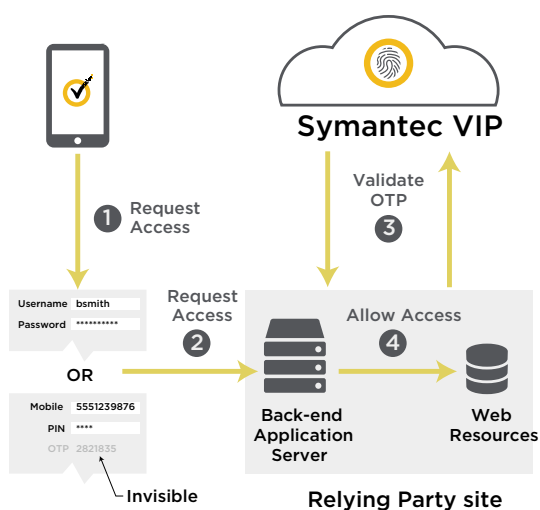 Symantec VIP
1 Request
Access
Validate
OTP
3
Username bsmith
Password **********
OR
Mobile 5551239876
PIN ****
OTP 2821835
Invisible
Request
Access
2
Allow Access
4
Back-end
Application
Server
Web
Resources
Relying Party site